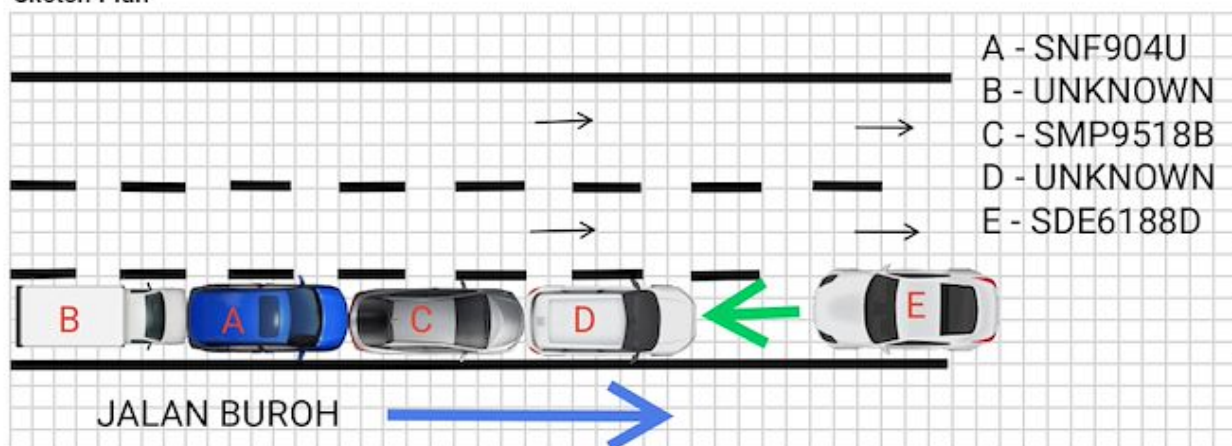 A - SNF904U
B - UNKNOWN
C - SMP9518B
D - UNKNOWN
E - SDE6188D
B A C D E
JALAN BUROH